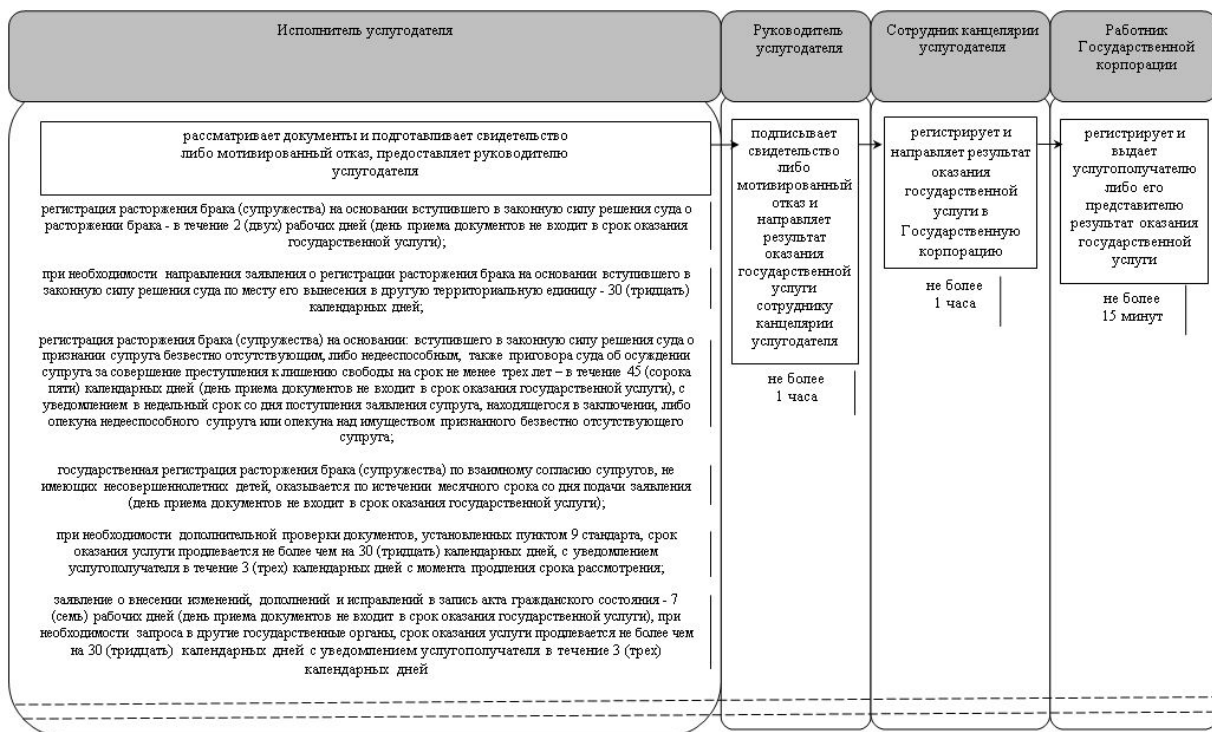 Исполнитель услугодателя
Руководитель
услугодателя
Сотрудник канцелярии
услугодателя
Работник
Государственной
корпорации
рассматривает документы и подготавливает свидетельство
либо мотивированный отказ, предоставляет руководителю
услугодателя
регистрация расторжения брака (супружества) на основании вступившего в законную силу решения суда о
расторжении брака - в течение 2 (двух) рабочих дней (день приема документов не входит в срок оказания
государственной услуги);
при необходимости направления заявления о регистрации расторжения брака на основании вступившего в
законную силу решения суда по месту его вынесения в другую территориальную единицу - 30 (тридцать)
календарных дней;
регистрация расторжения брака (супружества) на основании: вступившего в законную силу решения суда о
признании супруга безвестно отсутствующим, либо недееспособным, также приговора суда об осуждении
супруга за совершение преступления к лишению свободы на срок не менее трех лет – в течение 45 (сорока
пяти) календарных дней (день приема документов не входит в срок оказания государственной услуги), с
уведомлением в недельный срок со дня поступления заявления супруга, находящегося в заключении, либо
опекуна недееспособного супруга или опекуна над имуществом признанного безвестно отсутствующего
супруга;
государственная регистрация расторжения брака (супружества) по взаимному согласию супругов, не
имеющих несовершеннолетних детей, оказывается по истечении месячного срока со дня подачи заявления
(день приема документов не входит в срок оказания государственной услуги);
при необходимости дополнительной проверки документов, установленных пунктом 9 стандарта, срок
оказания услуги продлевается не более чем на 30 (тридцать) календарных дней, с уведомлением
услугополучателя в течение 3 (трех) календарных дней с момента продления срока рассмотрения;
заявление о внесении изменений, дополнений и исправлений в запись акта гражданского состояния - 7
(семь) рабочих дней (день приема документов не входит в срок оказания государственной услуги), при
необходимости запроса в другие государственные органы, срок оказания услуги продлевается не более чем
на 30 (тридцать) календарных дней с уведомлением услугополучателя в течение 3 (трех)
календарных дней
подписывает
свидетельство
либо
мотивированный
отказ и
направляет
результат
оказания
государственной
услуги
сотруднику
канцелярии
услугодателя
не более
1 часа
регистрирует и
направляет результат
оказания
государственной
услуги в
Государственную
корпорацию
не более
1 часа
регистрирует и
выдает
услугополучателю
либо его
представителю
результат оказания
государственной
услуги
не более
15 минут